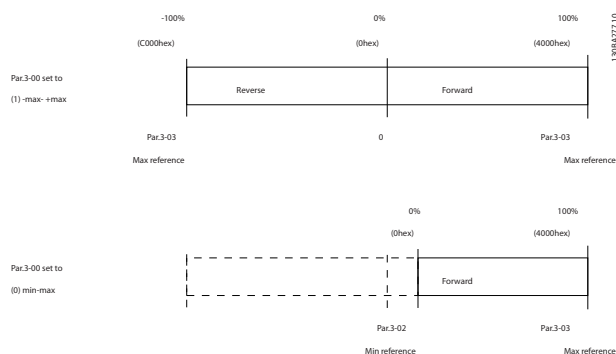 -100% 0% 100%
(C000hex) (0hex) (4000hex)
130BA277.10
Par.3-00 set to
(1) -max- +max
Reverse Forward
Par.3-03 0 Par.3-03
Max reference Max reference
0% 100%
(0hex) (4000hex)
Par.3-00 set to
(0) min-max
Forward
Par.3-02 Par.3-03
Min reference Max reference